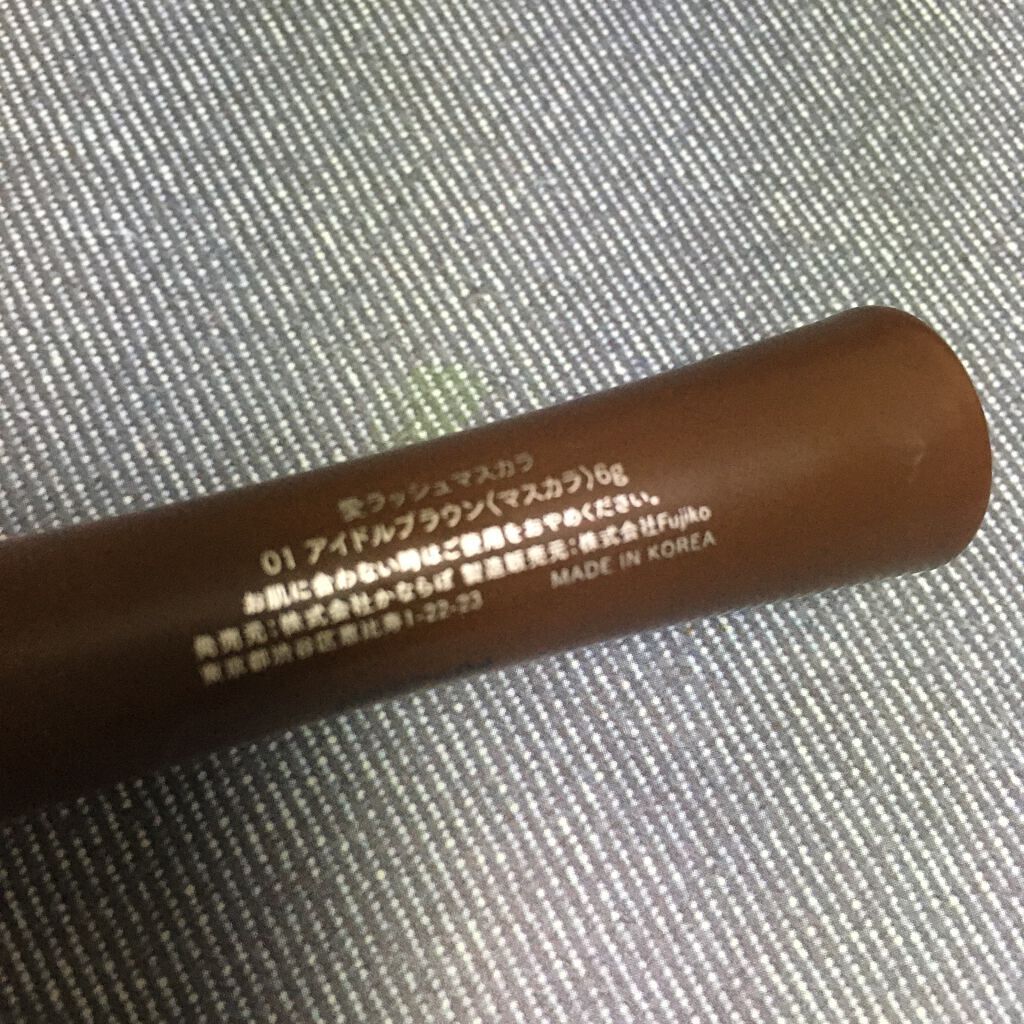 愛ラッシュマスカラ
01 アイドルブラウン〈マスカラ〉6g
お肌に合わない時はご使用をおやめください。
発売元:株式会社かならぼ 製造販売元:株式会社Fujiko
東京都渋谷区恵比寿1-22-23 MADE IN KOREA